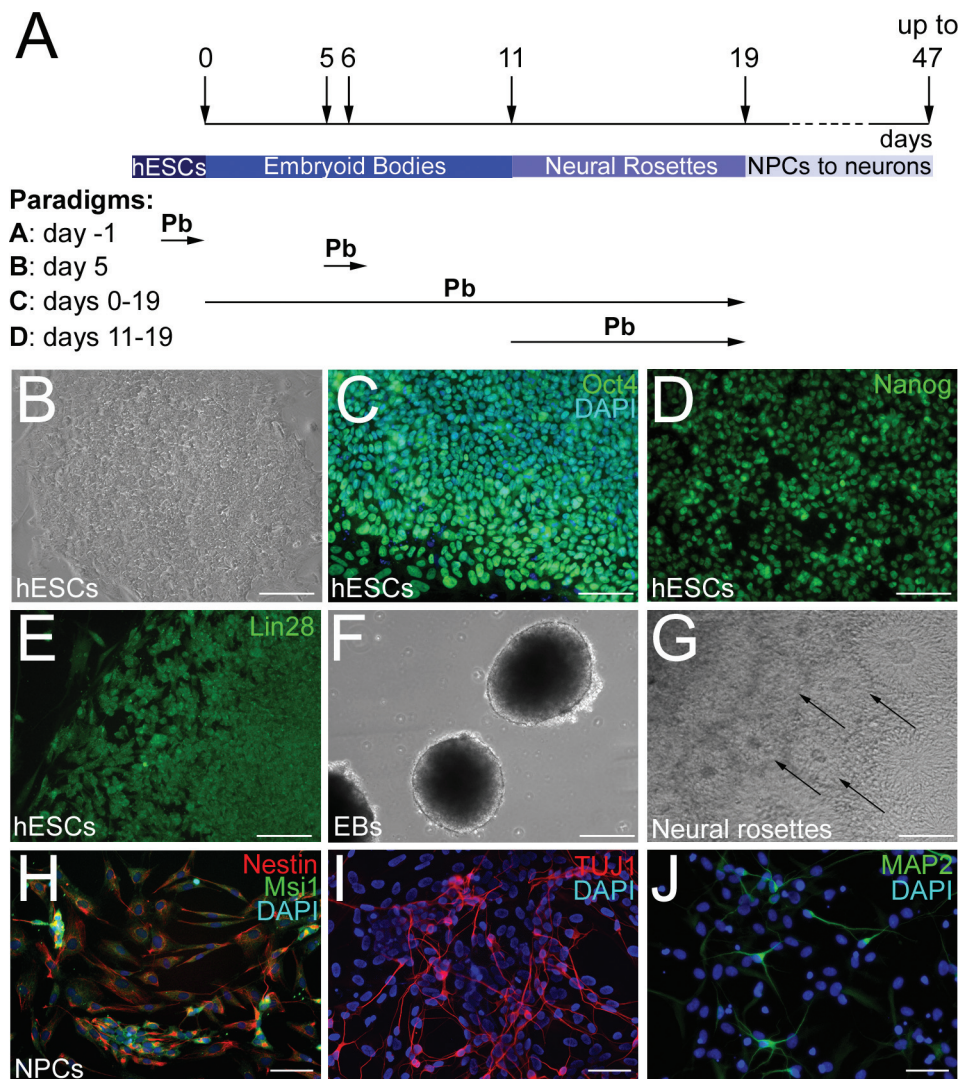 A
up to
0 5 6 11 19 47
days
hESCs Embryoid Bodies Neural Rosettes NPCs to neurons
Paradigms:
A: day -1 Pb
B: day 5 Pb
C: days 0-19 Pb
D: days 11-19 Pb
B
hESCs
C
Oct4
DAPI
hESCs
D
Nanog
hESCs
E
Lin28
hESCs
F
EBs
G
Neural rosettes
H
Nestin
Msi1
DAPI
NPCs
I
TUJ1
DAPI
J
MAP2
DAPI